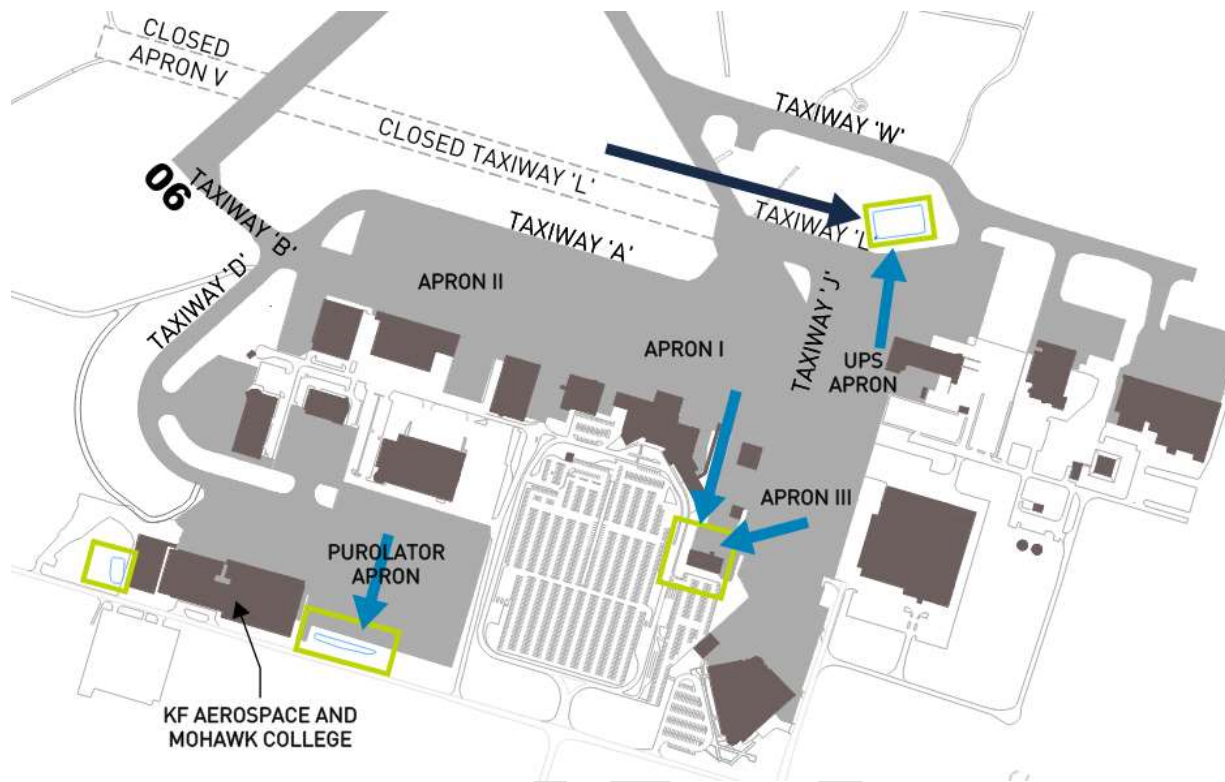 CLOSED
APRON V
CLOSED TAXIWAY 'L'
TAXIWAY 'W'
06
TAXIWAY 'B'
TAXIWAY 'D'
TAXIWAY 'A'
TAXIWAY 'L
TAXIWAY 'J'
APRON II
APRON I
UPS
APRON
APRON III
PUROLATOR
APRON
KF AEROSPACE AND
MOHAWK COLLEGE